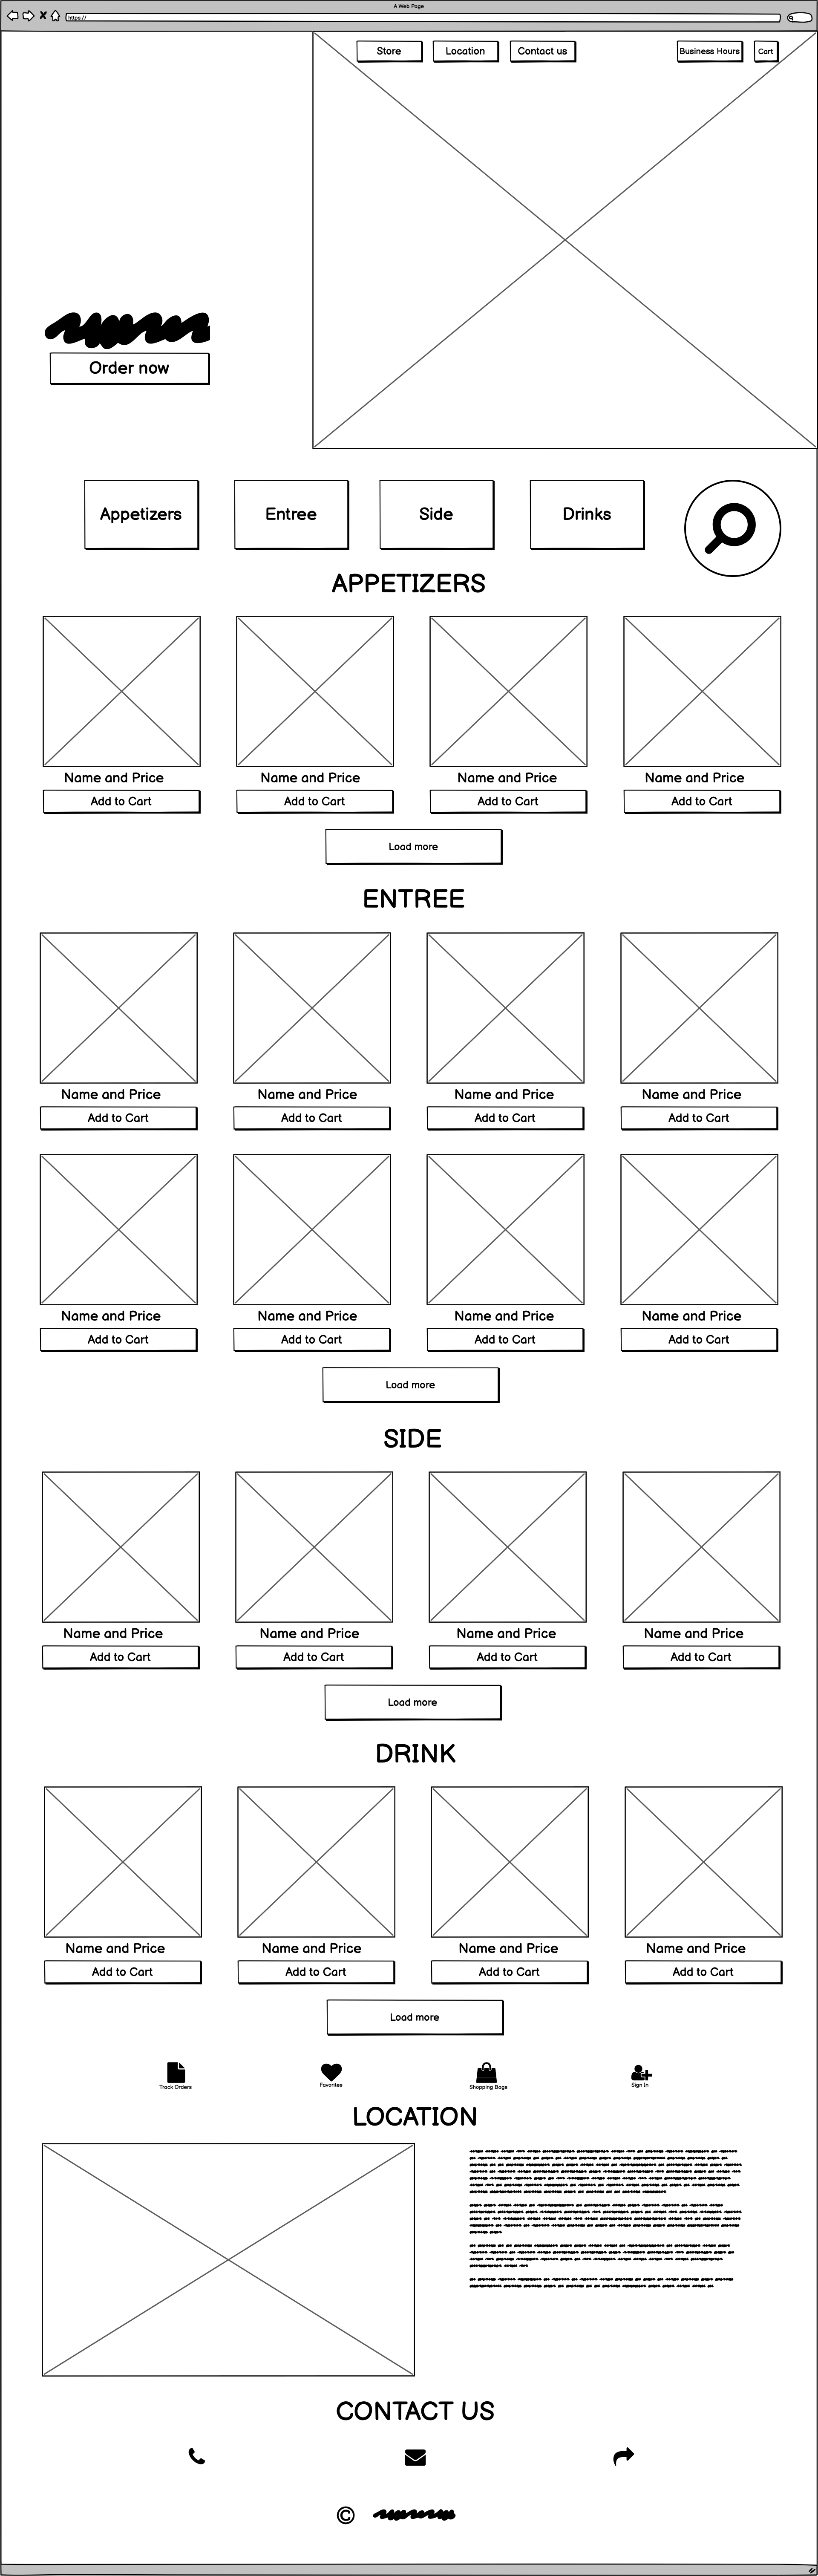 A Web Page
https://
Store Location Contact us Business Hours Cart
Order now
Appetizers Entree Side Drinks
APPETIZERS
Name and Price Name and Price Name and Price Name and Price
Add to Cart Add to Cart Add to Cart Add to Cart
Load more
ENTREE
Name and Price Name and Price Name and Price Name and Price
Add to Cart Add to Cart Add to Cart Add to Cart
Name and Price Name and Price Name and Price Name and Price
Add to Cart Add to Cart Add to Cart Add to Cart
Load more
SIDE
Name and Price Name and Price Name and Price Name and Price
Add to Cart Add to Cart Add to Cart Add to Cart
Load more
DRINK
Name and Price Name and Price Name and Price Name and Price
Add to Cart Add to Cart Add to Cart Add to Cart
Load more
Track Orders Favorites Shopping Bags Sign In
LOCATION
CONTACT US
©